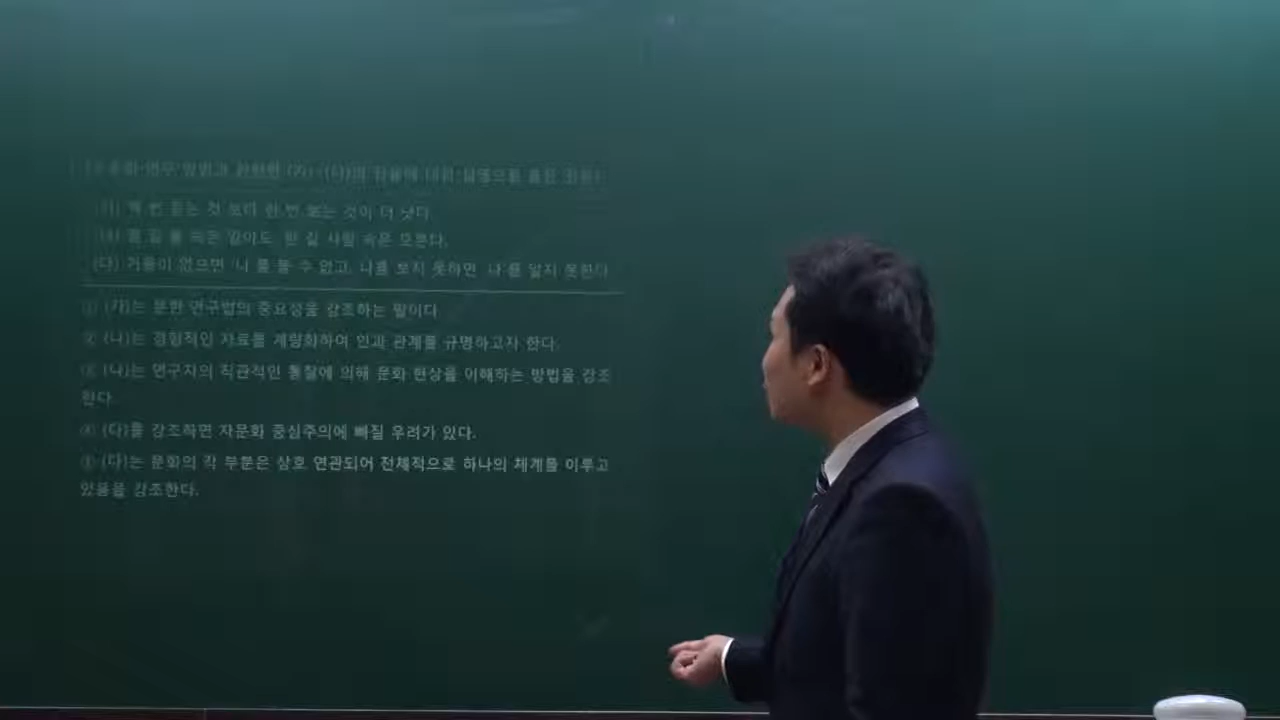 문화 연구 방법과 관련한 (가)~(다)의 진술에 대한 설명으로 옳은 것은?
(가) 백 번 듣는 것 보다 한 번 보는 것이 더 낫다.
(나) 열 길 물 속은 알아도 한 길 사람 속은 모른다.
(다) 거울이 없으면 '나'를 볼 수 없고, 나를 보지 못하면 '나'를 알지 못한다.
① (가)는 문헌 연구법의 중요성을 강조하는 말이다.
② (나)는 경험적인 자료를 계량화하여 인과 관계를 규명하고자 한다.
③ (나)는 연구자의 직관적인 통찰에 의해 문화 현상을 이해하는 방법을 강조
한다.
④ (다)를 강조하면 자문화 중심주의에 빠질 우려가 있다.
⑤ (다)는 문화의 각 부분은 상호 연관되어 전체적으로 하나의 체계를 이루고
있음을 강조한다.